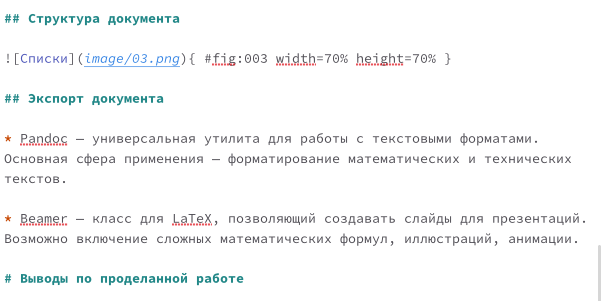 ## Структура документа
![Списки](image/03.png){ #fig:003 width=70% height=70% }
## Экспорт документа
* Pandoc — универсальная утилита для работы с текстовыми форматами.
Основная сфера применения — форматирование математических и технических
текстов.
* Beamer — класс для LaTeX, позволяющий создавать слайды для презентаций.
Возможно включение сложных математических формул, иллюстраций, анимации.
# Выводы по проделанной работе